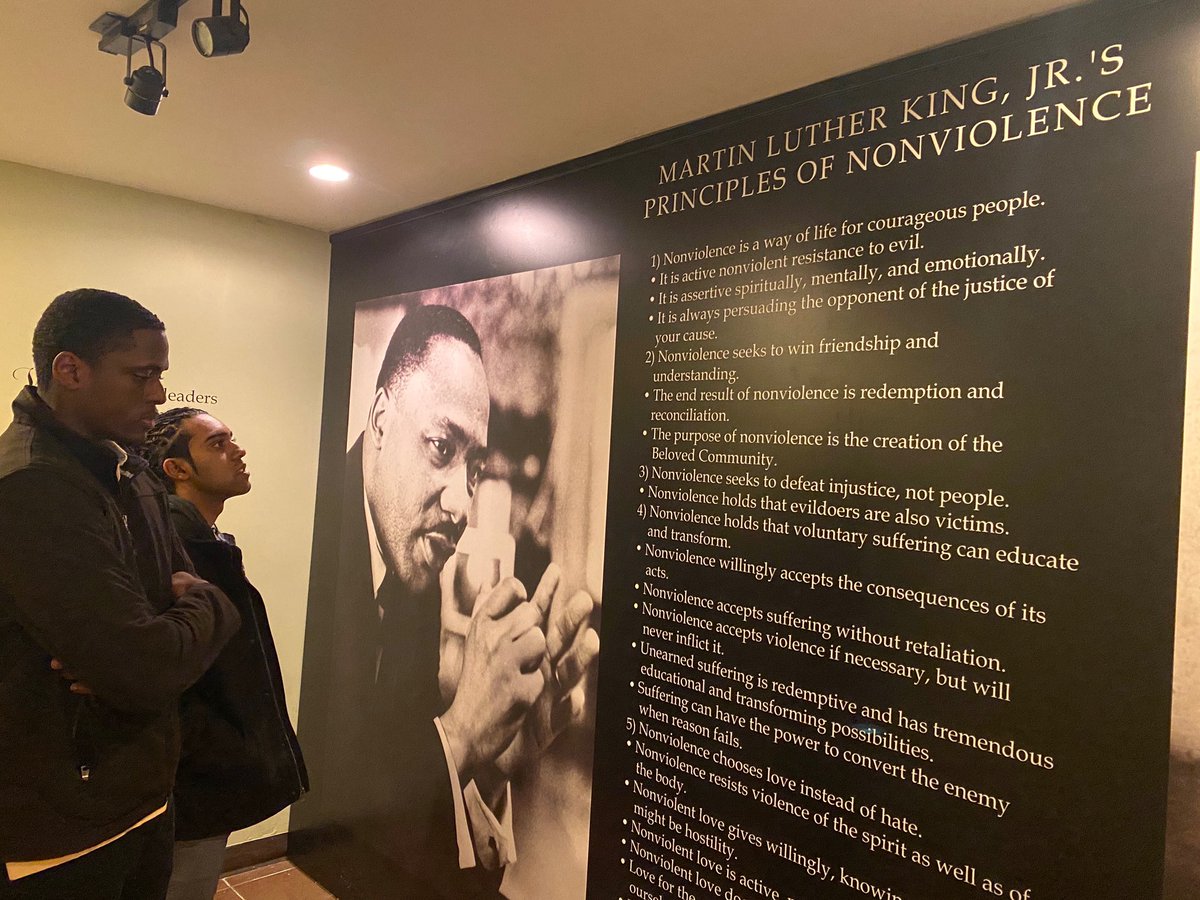 MARTIN LUTHER KING, JR.'S
PRINCIPLES OF NONVIOLENCE
1) Nonviolence is a way of life for courageous people.
• It is active nonviolent resistance to evil.
• It is assertive spiritually, mentally, and emotionally.
• It is always persuading the opponent of the justice of
your cause.
2) Nonviolence seeks to win friendship and
understanding.
• The end result of nonviolence is redemption and
reconciliation.
• The purpose of nonviolence is the creation of the
Beloved Community.
3) Nonviolence seeks to defeat injustice, not people.
• Nonviolence holds that evildoers are also victims.
4) Nonviolence holds that voluntary suffering can educate
and transform.
• Nonviolence willingly accepts the consequences of its
acts.
• Nonviolence accepts suffering without retaliation.
• Nonviolence accepts violence if necessary, but will
never inflict it.
• Unearned suffering is redemptive and has tremendous
educational and transforming possibilities.
• Suffering can have the power to convert the enemy
when reason fails.
5) Nonviolence chooses love instead of hate.
• Nonviolence resists violence of the spirit as well as of
the body.
• Nonviolent love gives willingly, knowin
might be hostility.
• Nonviolent love is active,
Nonviolent love do
• Love for the
ourse
eaders